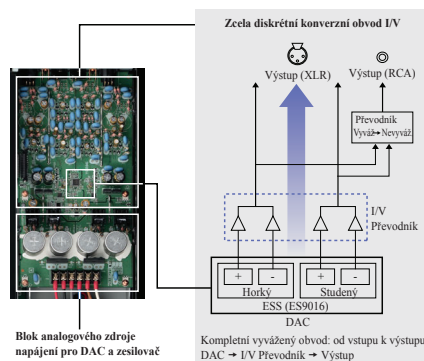 Zcela diskrétní konverzní obvod I/V
Výstup (XLR)
Výstup (RCA)
Převodník
Vyváž.→Nevyváž.
I/V
Převodník
+ - + -
Horký Studený
ESS (ES9016)
DAC
Blok analogového zdroje
napájení pro DAC a zesilovač
Kompletní vyvážený obvod: od vstupu k výstupu
DAC → I/V Převodník → Výstup